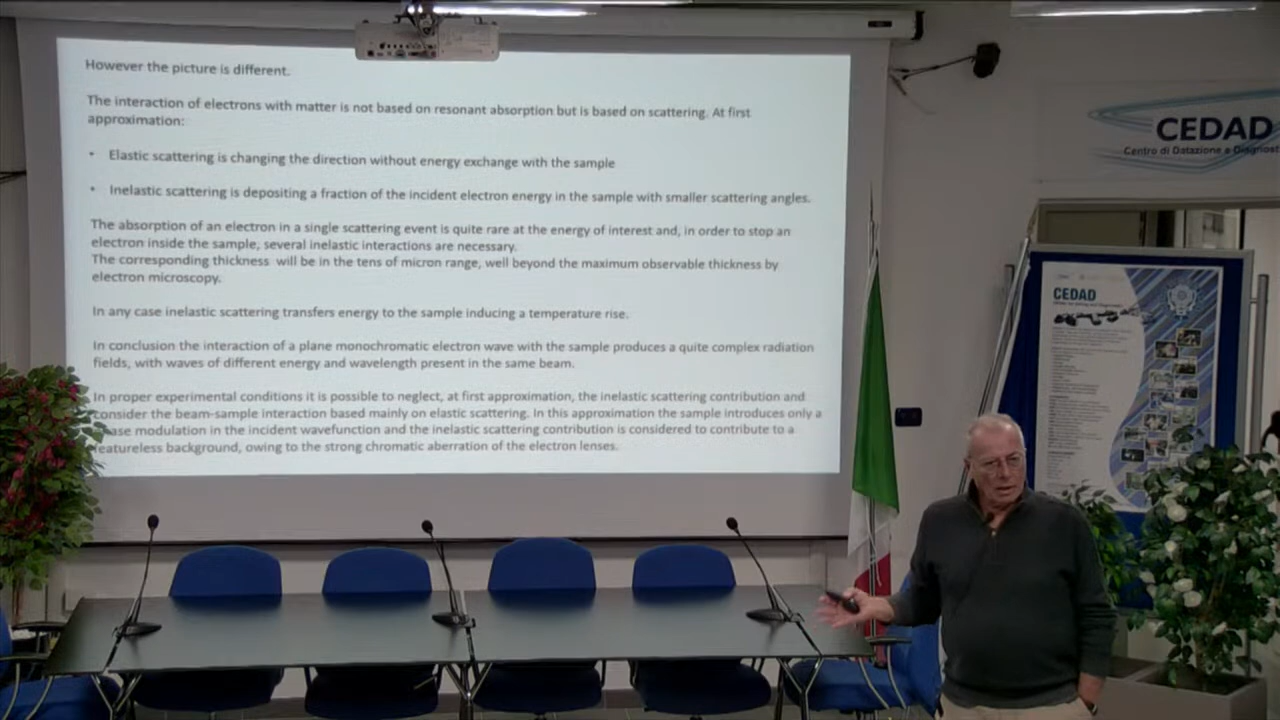 However the picture is different.
The interaction of electrons with matter is not based on resonant absorption but is based on scattering. At first
approximation:
• Elastic scattering is changing the direction without energy exchange with the sample
• Inelastic scattering is depositing a fraction of the incident electron energy in the sample with smaller scattering angles.
The absorption of an electron in a single scattering event is quite rare at the energy of interest and, in order to stop an
electron inside the sample, several inelastic interactions are necessary.
The corresponding thickness will be in the tens of micron range, well beyond the maximum observable thickness by
electron microscopy.
In any case inelastic scattering transfers energy to the sample inducing a temperature rise.
In conclusion the interaction of a plane monochromatic electron wave with the sample produces a quite complex radiation
fields, with waves of different energy and wavelength present in the same beam.
In proper experimental conditions it is possible to neglect, at first approximation, the inelastic scattering contribution and
consider the beam-sample interaction based mainly on elastic scattering. In this approximation the sample introduces only a
ase modulation in the incident wavefunction and the inelastic scattering contribution is considered to contribute to a
featureless background, owing to the strong chromatic aberration of the electron lenses.
CEDAD
Centro di Datazione e Diagnost
CEDAD